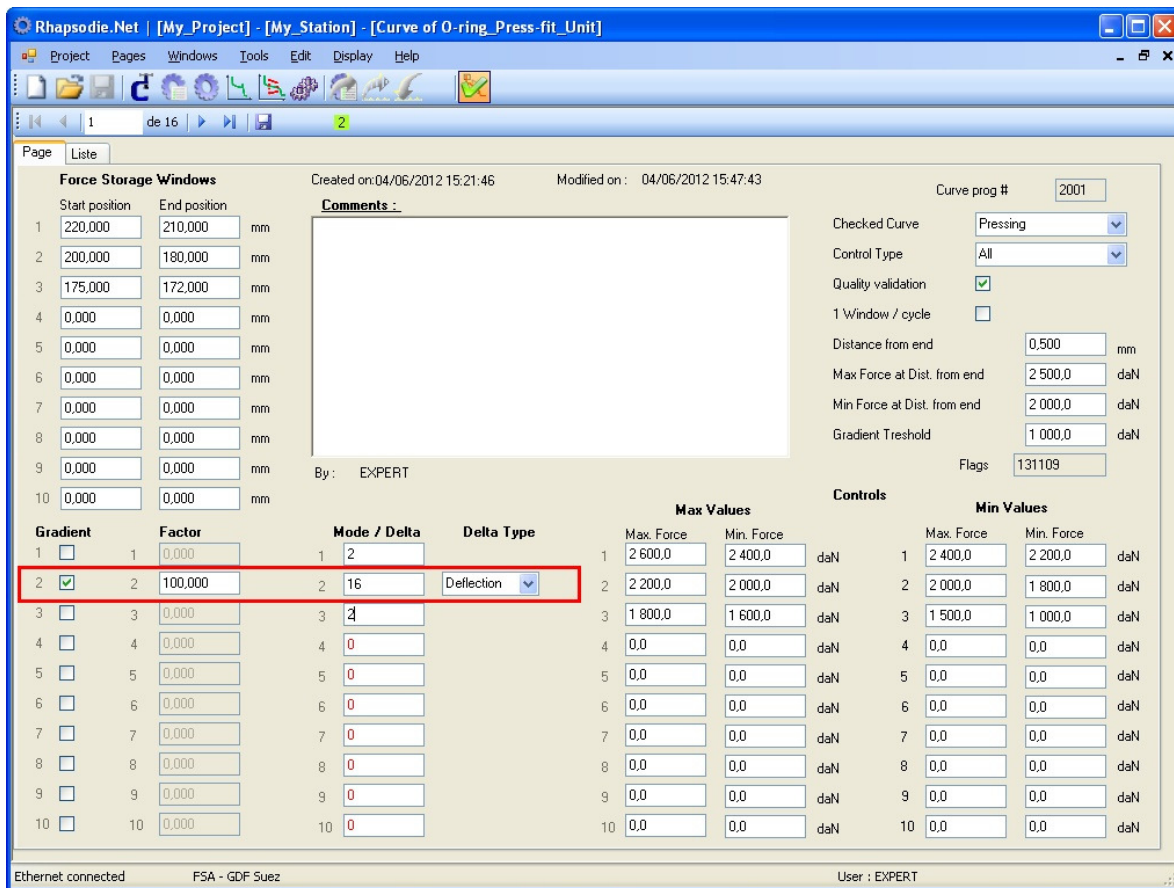 Rhapsodie.Net | [My_Project] - [My_Station] - [Curve of O-ring_Press-fit_Unit]
Project Pages Windows Tools Edit Display Help
1 de 16 2
Page Liste
Force Storage Windows Created on:04/06/2012 15:21:46 Modified on : 04/06/2012 15:47:43 Curve prog # 2001
Start position End position Comments :
1 220,000 210,000 mm Checked Curve Pressing
2 200,000 180,000 mm Control Type All
3 175,000 172,000 mm Quality validation
4 0,000 0,000 mm 1 Window / cycle
5 0,000 0,000 mm Distance from end 0,500 mm
6 0,000 0,000 mm Max Force at Dist. from end 2 500,0 daN
7 0,000 0,000 mm Min Force at Dist. from end 2 000,0 daN
8 0,000 0,000 mm Gradient Treshold 1 000,0 daN
9 0,000 0,000 mm By : EXPERT Flags 131109
10 0,000 0,000 mm Controls
Max Values Min Values
Gradient Factor Mode / Delta Delta Type Max. Force Min. Force Max. Force Min. Force
1 1 0,000 1 2 1 2 600,0 2 400,0 daN 1 2 400,0 2 200,0 daN
2 2 100,000 2 16 Deflection 2 2 200,0 2 000,0 daN 2 2 000,0 1 800,0 daN
3 3 0,000 3 2 3 1 800,0 1 600,0 daN 3 1 500,0 1 000,0 daN
4 4 0,000 4 0 4 0,0 0,0 daN 4 0,0 0,0 daN
5 5 0,000 5 0 5 0,0 0,0 daN 5 0,0 0,0 daN
6 6 0,000 6 0 6 0,0 0,0 daN 6 0,0 0,0 daN
7 7 0,000 7 0 7 0,0 0,0 daN 7 0,0 0,0 daN
8 8 0,000 8 0 8 0,0 0,0 daN 8 0,0 0,0 daN
9 9 0,000 9 0 9 0,0 0,0 daN 9 0,0 0,0 daN
10 10 0,000 10 0 10 0,0 0,0 daN 10 0,0 0,0 daN
Ethernet connected FSA - GDF Suez User : EXPERT